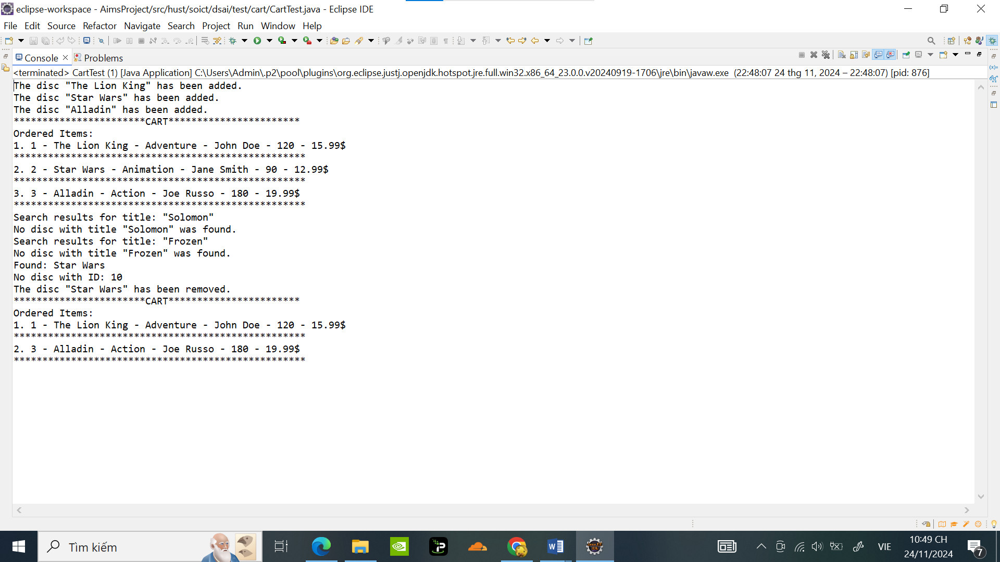 eclipse-workspace - AimsProject/src/hust/soict/dsai/test/cart/CartTest.java - Eclipse IDE
File Edit Source Refactor Navigate Search Project Run Window Help
Console Problems
<terminated> CartTest (1) [Java Application] C:\Users\Admin\.p2\pool\plugins\org.eclipse.justj.openjdk.hotspot.jre.full.win32.x86_64_23.0.0.v20240919-1706\jre\bin\javaw.exe (22:48:07 24 thg 11, 2024 – 22:48:07) [pid: 876]
The disc "The Lion King" has been added.
The disc "Star Wars" has been added.
The disc "Alladin" has been added.
***********************CART***********************
Ordered Items:
1. 1 - The Lion King - Adventure - John Doe - 120 - 15.99$
***************************************************
2. 2 - Star Wars - Animation - Jane Smith - 90 - 12.99$
***************************************************
3. 3 - Alladin - Action - Joe Russo - 180 - 19.99$
***************************************************
Search results for title: "Solomon"
No disc with title "Solomon" was found.
Search results for title: "Frozen"
No disc with title "Frozen" was found.
Found: Star Wars
No disc with ID: 10
The disc "Star Wars" has been removed.
***********************CART***********************
Ordered Items:
1. 1 - The Lion King - Adventure - John Doe - 120 - 15.99$
***************************************************
2. 3 - Alladin - Action - Joe Russo - 180 - 19.99$
***************************************************
Tìm kiếm
VIE
10:49 CH
24/11/2024
7